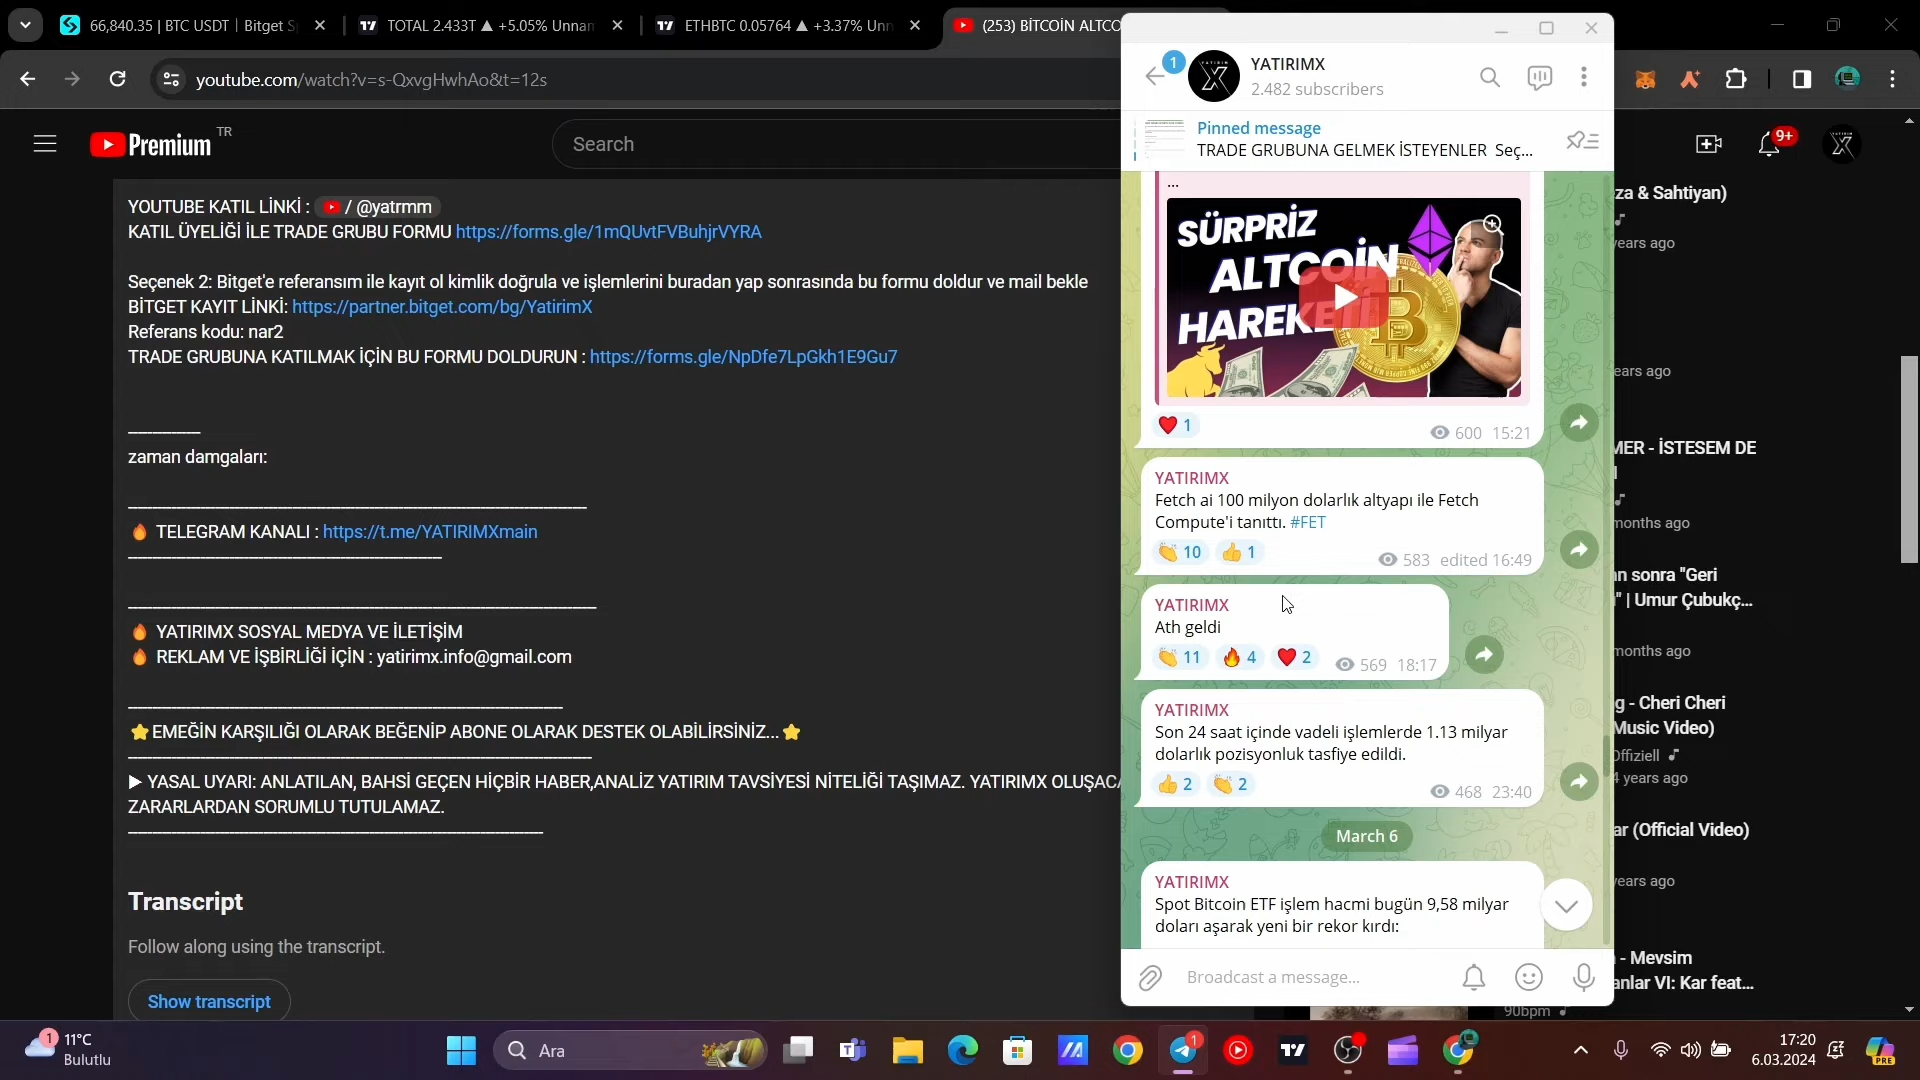 66,840.35 | BTC USDT | Bitget S
TOTAL 2.433T ▲ +5.05% Unnam
ETHBTC 0.05764 ▲ +3.37% Unn
(253) BİTCOİN ALTCO
youtube.com/watch?v=s-QxvgHwhAo&t=12s
Premium TR
Search
9+
YOUTUBE KATIL LİNKİ : / @yatrmm
KATIL ÜYELİĞİ İLE TRADE GRUBU FORMU https://forms.gle/1mQUvtFVBuhjrVYRA
Seçenek 2: Bitget'e referansım ile kayıt ol kimlik doğrula ve işlemlerini buradan yap sonrasında bu formu doldur ve mail bekle
BİTGET KAYIT LİNKİ: https://partner.bitget.com/bg/YatirimX
Referans kodu: nar2
TRADE GRUBUNA KATILMAK İÇİN BU FORMU DOLDURUN : https://forms.gle/NpDfe7LpGkh1E9Gu7
zaman damgaları:
🔥 TELEGRAM KANALI : https://t.me/YATIRIMXmain
🔥 YATIRIMX SOSYAL MEDYA VE İLETİŞİM
🔥 REKLAM VE İŞBİRLİĞİ İÇİN : yatirimx.info@gmail.com
⭐EMEĞİN KARŞILIĞI OLARAK BEĞENİP ABONE OLARAK DESTEK OLABİLİRSİNİZ...⭐
▶ YASAL UYARI: ANLATILAN, BAHSİ GEÇEN HİÇBİR HABER,ANALİZ YATIRIM TAVSİYESİ NİTELİĞİ TAŞIMAZ. YATIRIMX OLUŞACA
ZARARLARDAN SORUMLU TUTULAMAZ.
Transcript
Follow along using the transcript.
Show transcript
1
YATIRIMX
2.482 subscribers
Pinned message
TRADE GRUBUNA GELMEK İSTEYENLER Seç...
...
SÜRPRİZ
ALTCOİN
HAREKE
❤️ 1
600 15:21
YATIRIMX
Fetch ai 100 milyon dolarlık altyapı ile Fetch
Compute'i tanıttı. #FET
👏 10 👍 1
583 edited 16:49
YATIRIMX
Ath geldi
👏 11 🔥 4 ❤️ 2
569 18:17
YATIRIMX
Son 24 saat içinde vadeli işlemlerde 1.13 milyar
dolarlık pozisyonluk tasfiye edildi.
👍 2 👏 2
468 23:40
March 6
YATIRIMX
Spot Bitcoin ETF işlem hacmi bugün 9,58 milyar
doları aşarak yeni bir rekor kırdı:
Broadcast a message...
za & Sahtiyan)
years ago
ears ago
MER - İSTESEM DE
months ago
n sonra "Geri
" | Umur Çubukç...
months ago
g - Cheri Cheri
Music Video)
Offiziell
4 years ago
ar (Official Video)
years ago
- Mevsim
anlar VI: Kar feat...
90bpm
1
11°C
Bulutlu
Ara
1
17:20
6.03.2024
PRE